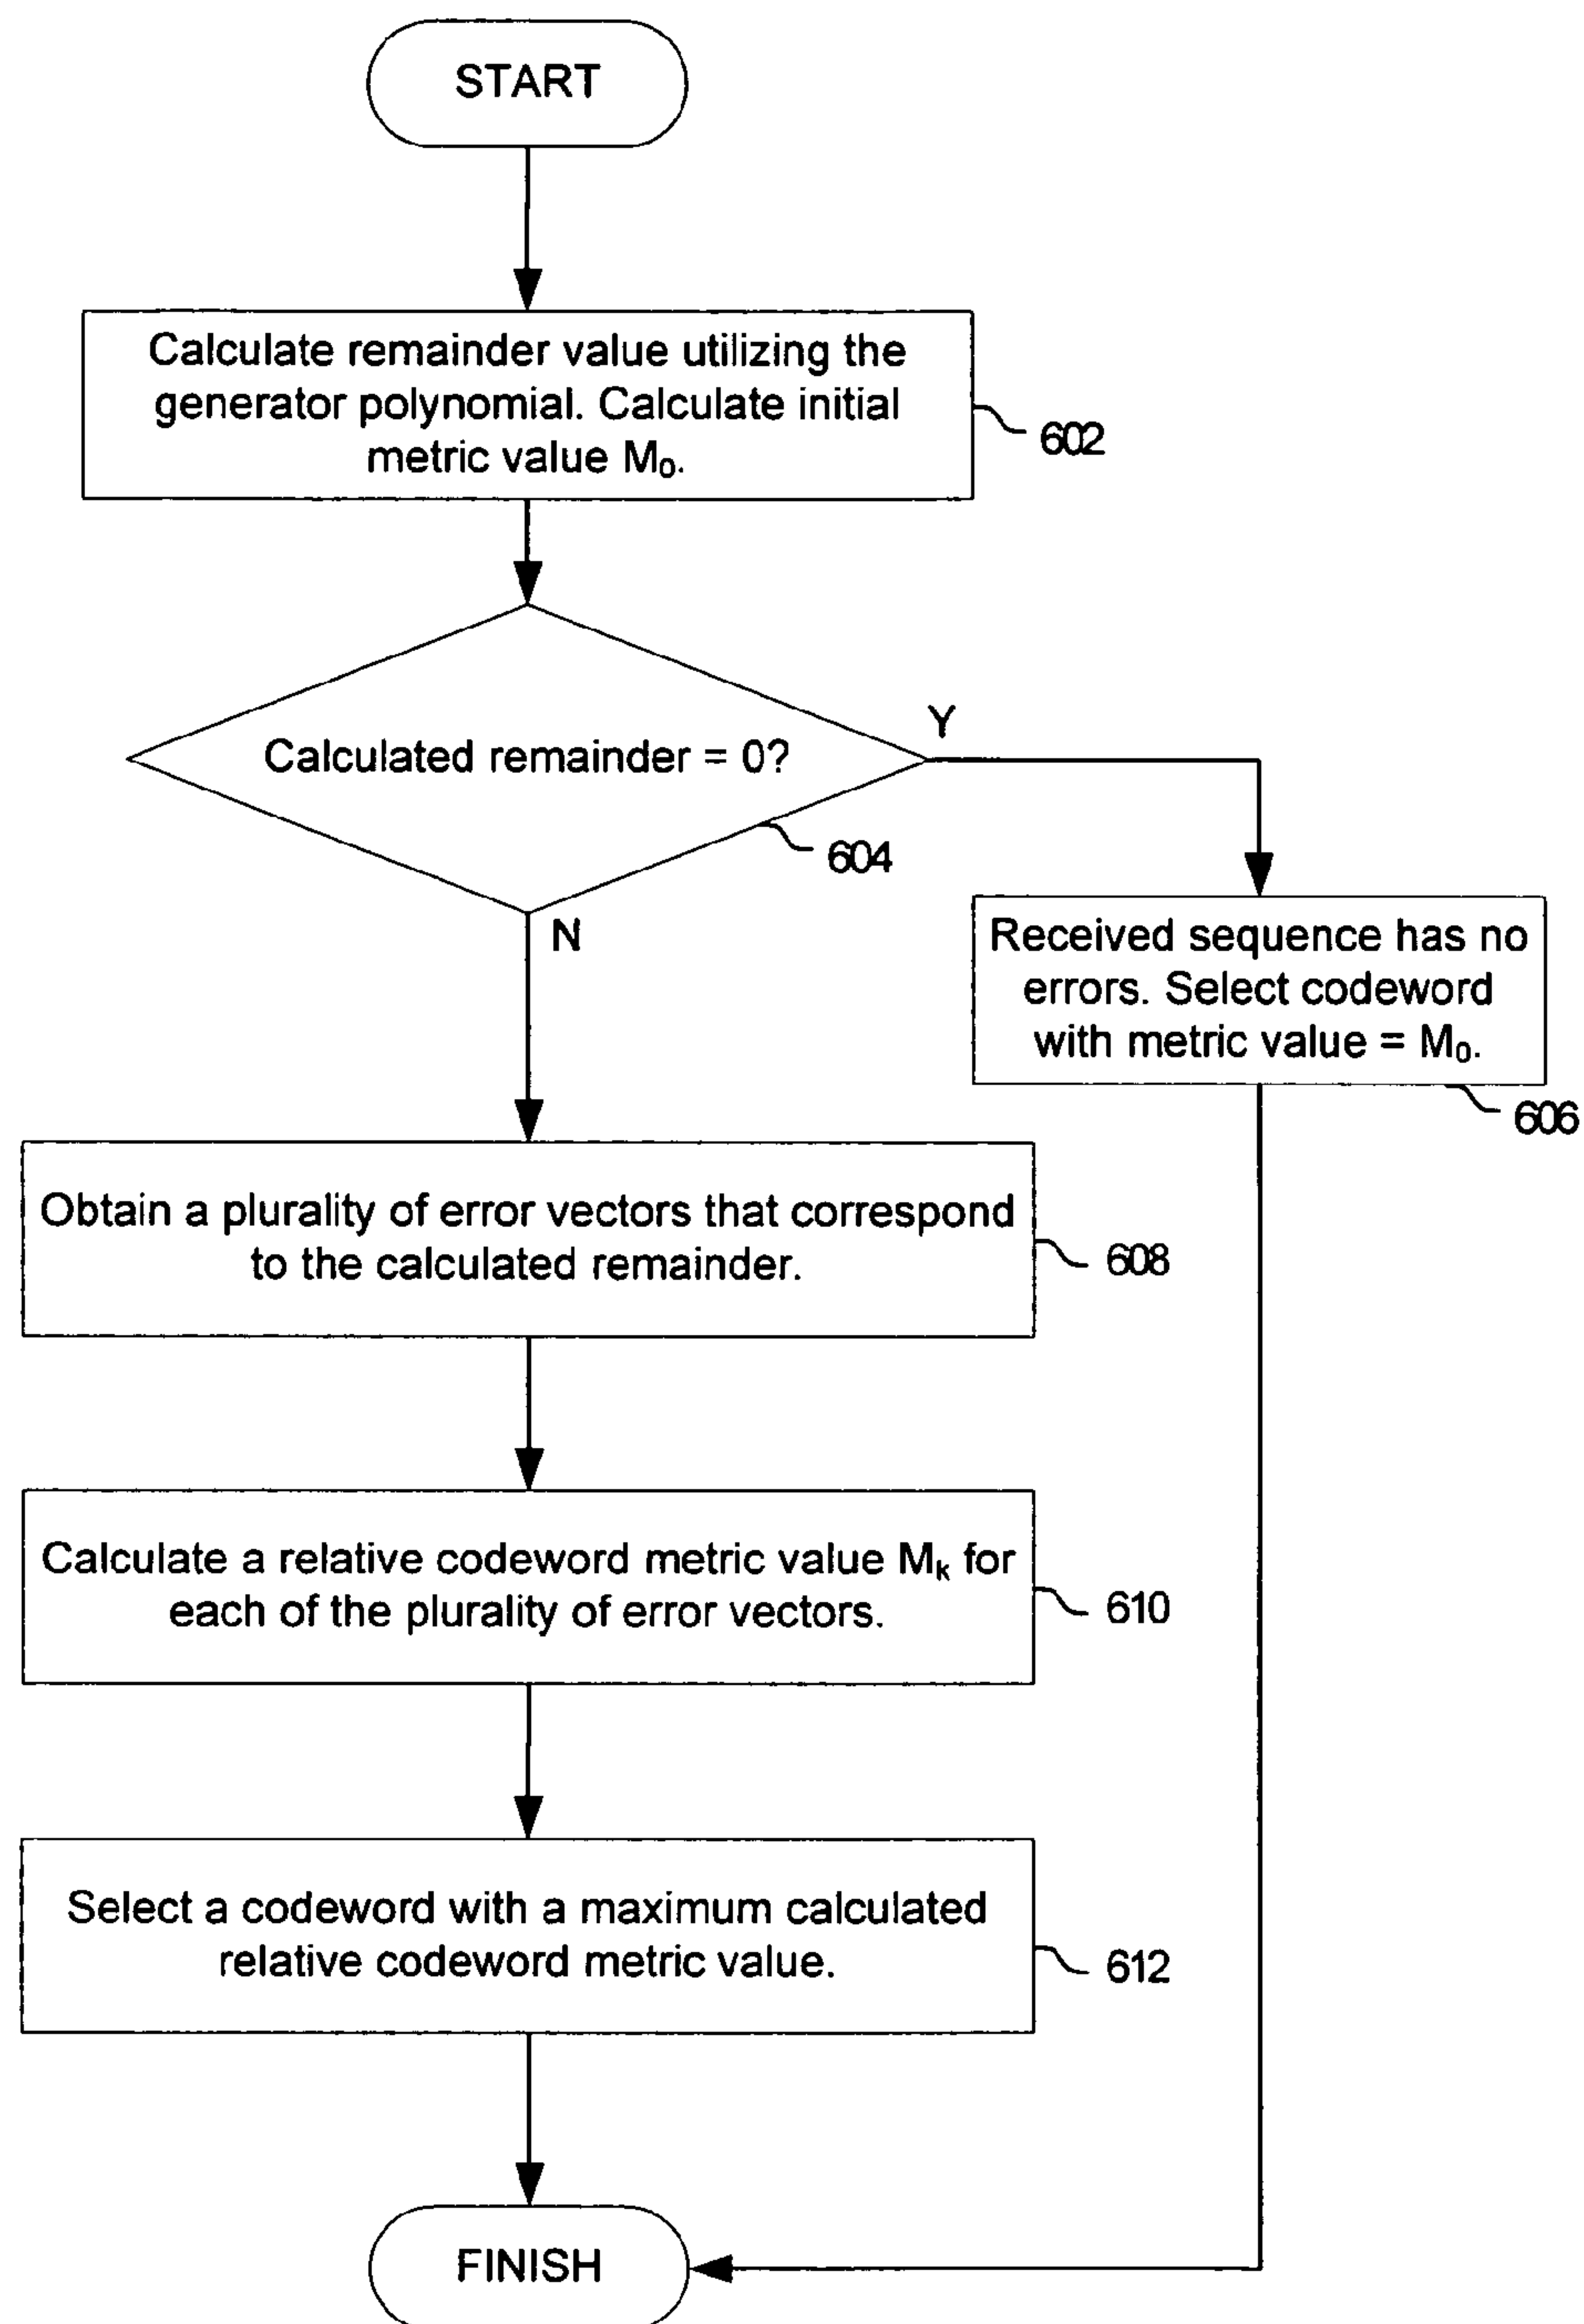 START
Calculate remainder value utilizing the
generator polynomial. Calculate initial
metric value M₀.
602
Calculated remainder = 0?
Y
604
N
Received sequence has no
errors. Select codeword
with metric value = M₀.
606
Obtain a plurality of error vectors that correspond
to the calculated remainder.
608
Calculate a relative codeword metric value Mₖ for
each of the plurality of error vectors.
610
Select a codeword with a maximum calculated
relative codeword metric value.
612
FINISH